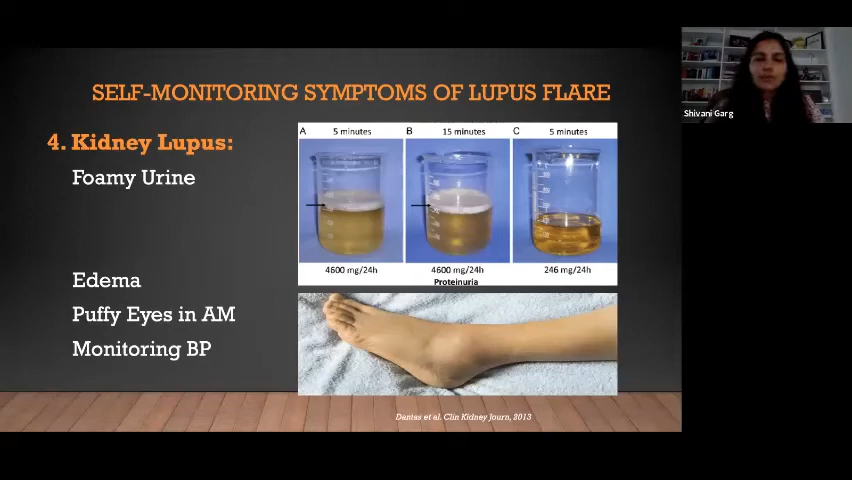 SELF-MONITORING SYMPTOMS OF LUPUS FLARE
4. Kidney Lupus:
Foamy Urine
Edema
Puffy Eyes in AM
Monitoring BP
A 5 minutes B 15 minutes C 5 minutes
4600 mg/24h 4600 mg/24h 246 mg/24h
Proteinuria
Dantas et al. Clin Kidney Journ, 2013
Shivani Garg